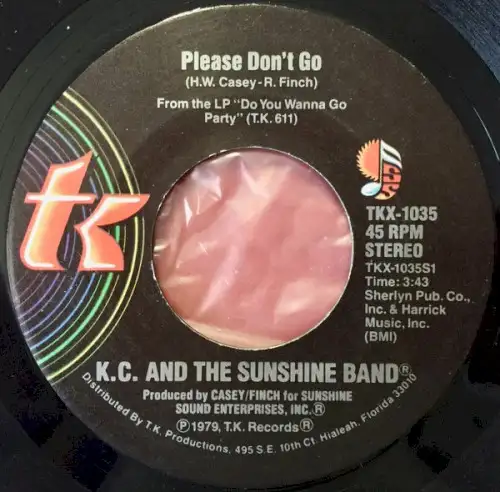 Please Don't Go
(H.W. Casey-R. Finch)
From the LP "Do You Wanna Go
Party" (T.K. 611)
tk
TKX-1035
45 RPM
STEREO
TKX-1035S1
Time: 3:43
Sherlyn Pub. Co.,
Inc. & Harrick
Music, Inc.
(BMI)
K.C. AND THE SUNSHINE BAND®
Produced by CASEY/FINCH for SUNSHINE
SOUND ENTERPRISES, INC.®
Ⓟ1979, T.K. Records®
Distributed By T.K. Productions, 495 S.E. 10th Ct. Hialeah, Florida 33010